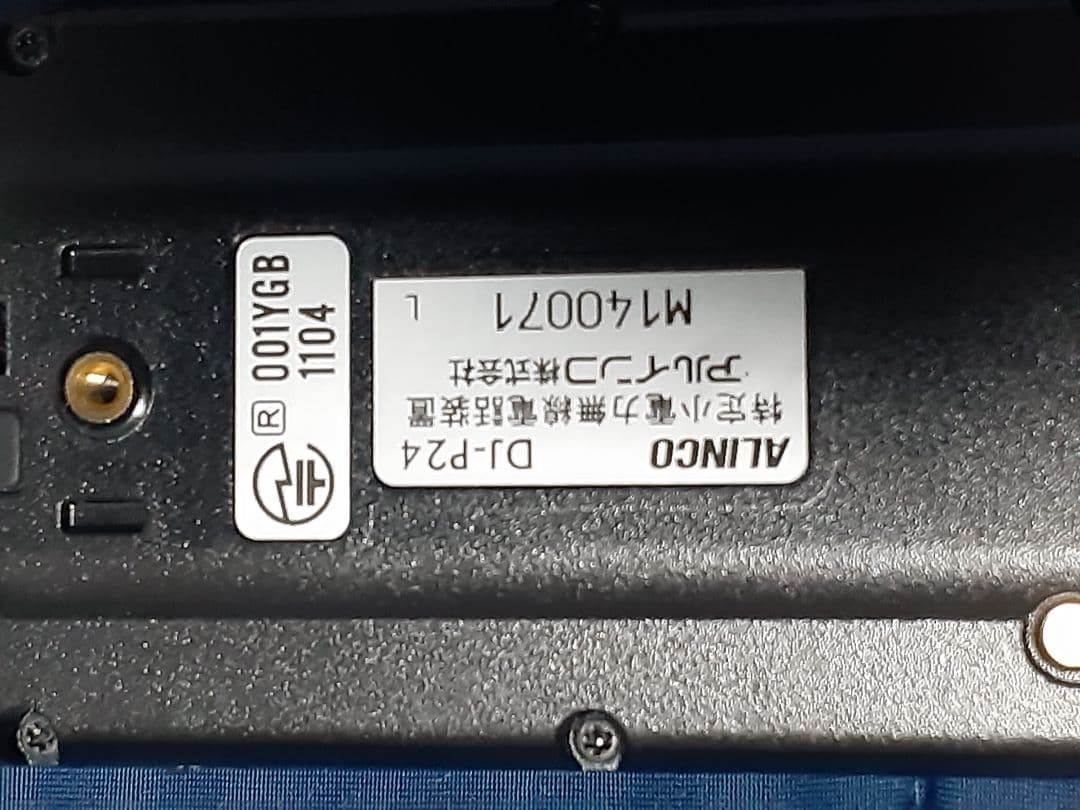 R 001YGB
1104
ALINCO DJ-P24
特定小電力無線電話装置
アルインコ株式会社
M140071 L